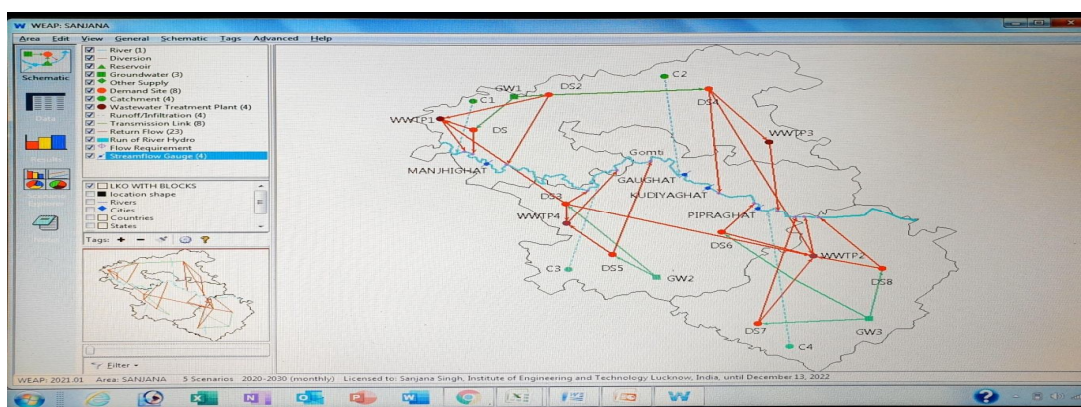 WEAP: SANJANA
Area Edit View General Schematic Tags Advanced Help
Schematic
Data
Results
Notes
River (1)
Diversion
Reservoir
Groundwater (3)
Other Supply
Demand Site (8)
Catchment (4)
Wastewater Treatment Plant (4)
Runoff/Infiltration (4)
Transmission Link (8)
Return Flow (23)
Run of River Hydro
Flow Requirement
Streamflow Gauge (4)
LKO WITH BLOCKS
location shape
Rivers
Cities
Countries
States
Tags:
Filter
C2
GW1
DS2
C1
DS4
WWTP1
DS
WWTP3
Gomti
MANJHIGHAT
GAUGHAT
KUDIYAGHAT
DS3
WWTP4
PIPRAGHAT
DS6
WWTP2
C3
DS5
GW2
DS8
DS7
GW3
C4
WEAP: 2021.01 Area: SANJANA 5 Scenarios 2020-2030 (monthly) Licensed to: Sanjana Singh, Institute of Engineering and Technology Lucknow, India, until December 13, 2022